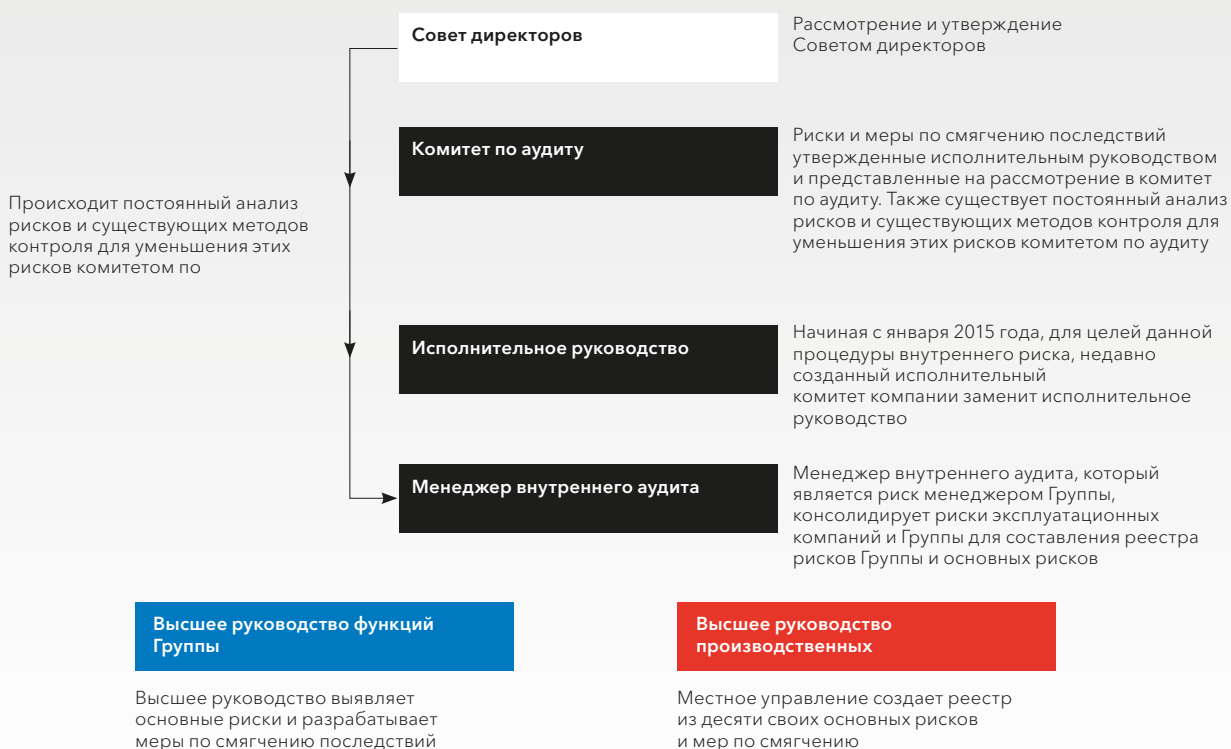 Совет директоров
Рассмотрение и утверждение
Советом директоров
Комитет по аудиту
Риски и меры по смягчению последствий
утвержденные исполнительным руководством
и представленные на рассмотрение в комитет
по аудиту. Также существует постоянный анализ
рисков и существующих методов контроля для
уменьшения этих рисков комитетом по аудиту
Происходит постоянный анализ
рисков и существующих методов
контроля для уменьшения этих
рисков комитетом по
Исполнительное руководство
Начиная с января 2015 года, для целей данной
процедуры внутреннего риска, недавно
созданный исполнительный
комитет компании заменит исполнительное
руководство
Менеджер внутреннего аудита
Менеджер внутреннего аудита, который
является риск менеджером Группы,
консолидирует риски эксплуатационных
компаний и Группы для составления реестра
рисков Группы и основных рисков
Высшее руководство функций
Группы
Высшее руководство выявляет
основные риски и разрабатывает
меры по смягчению последствий
Высшее руководство
производственных
Местное управление создает реестр
из десяти своих основных рисков
и мер по смягчению